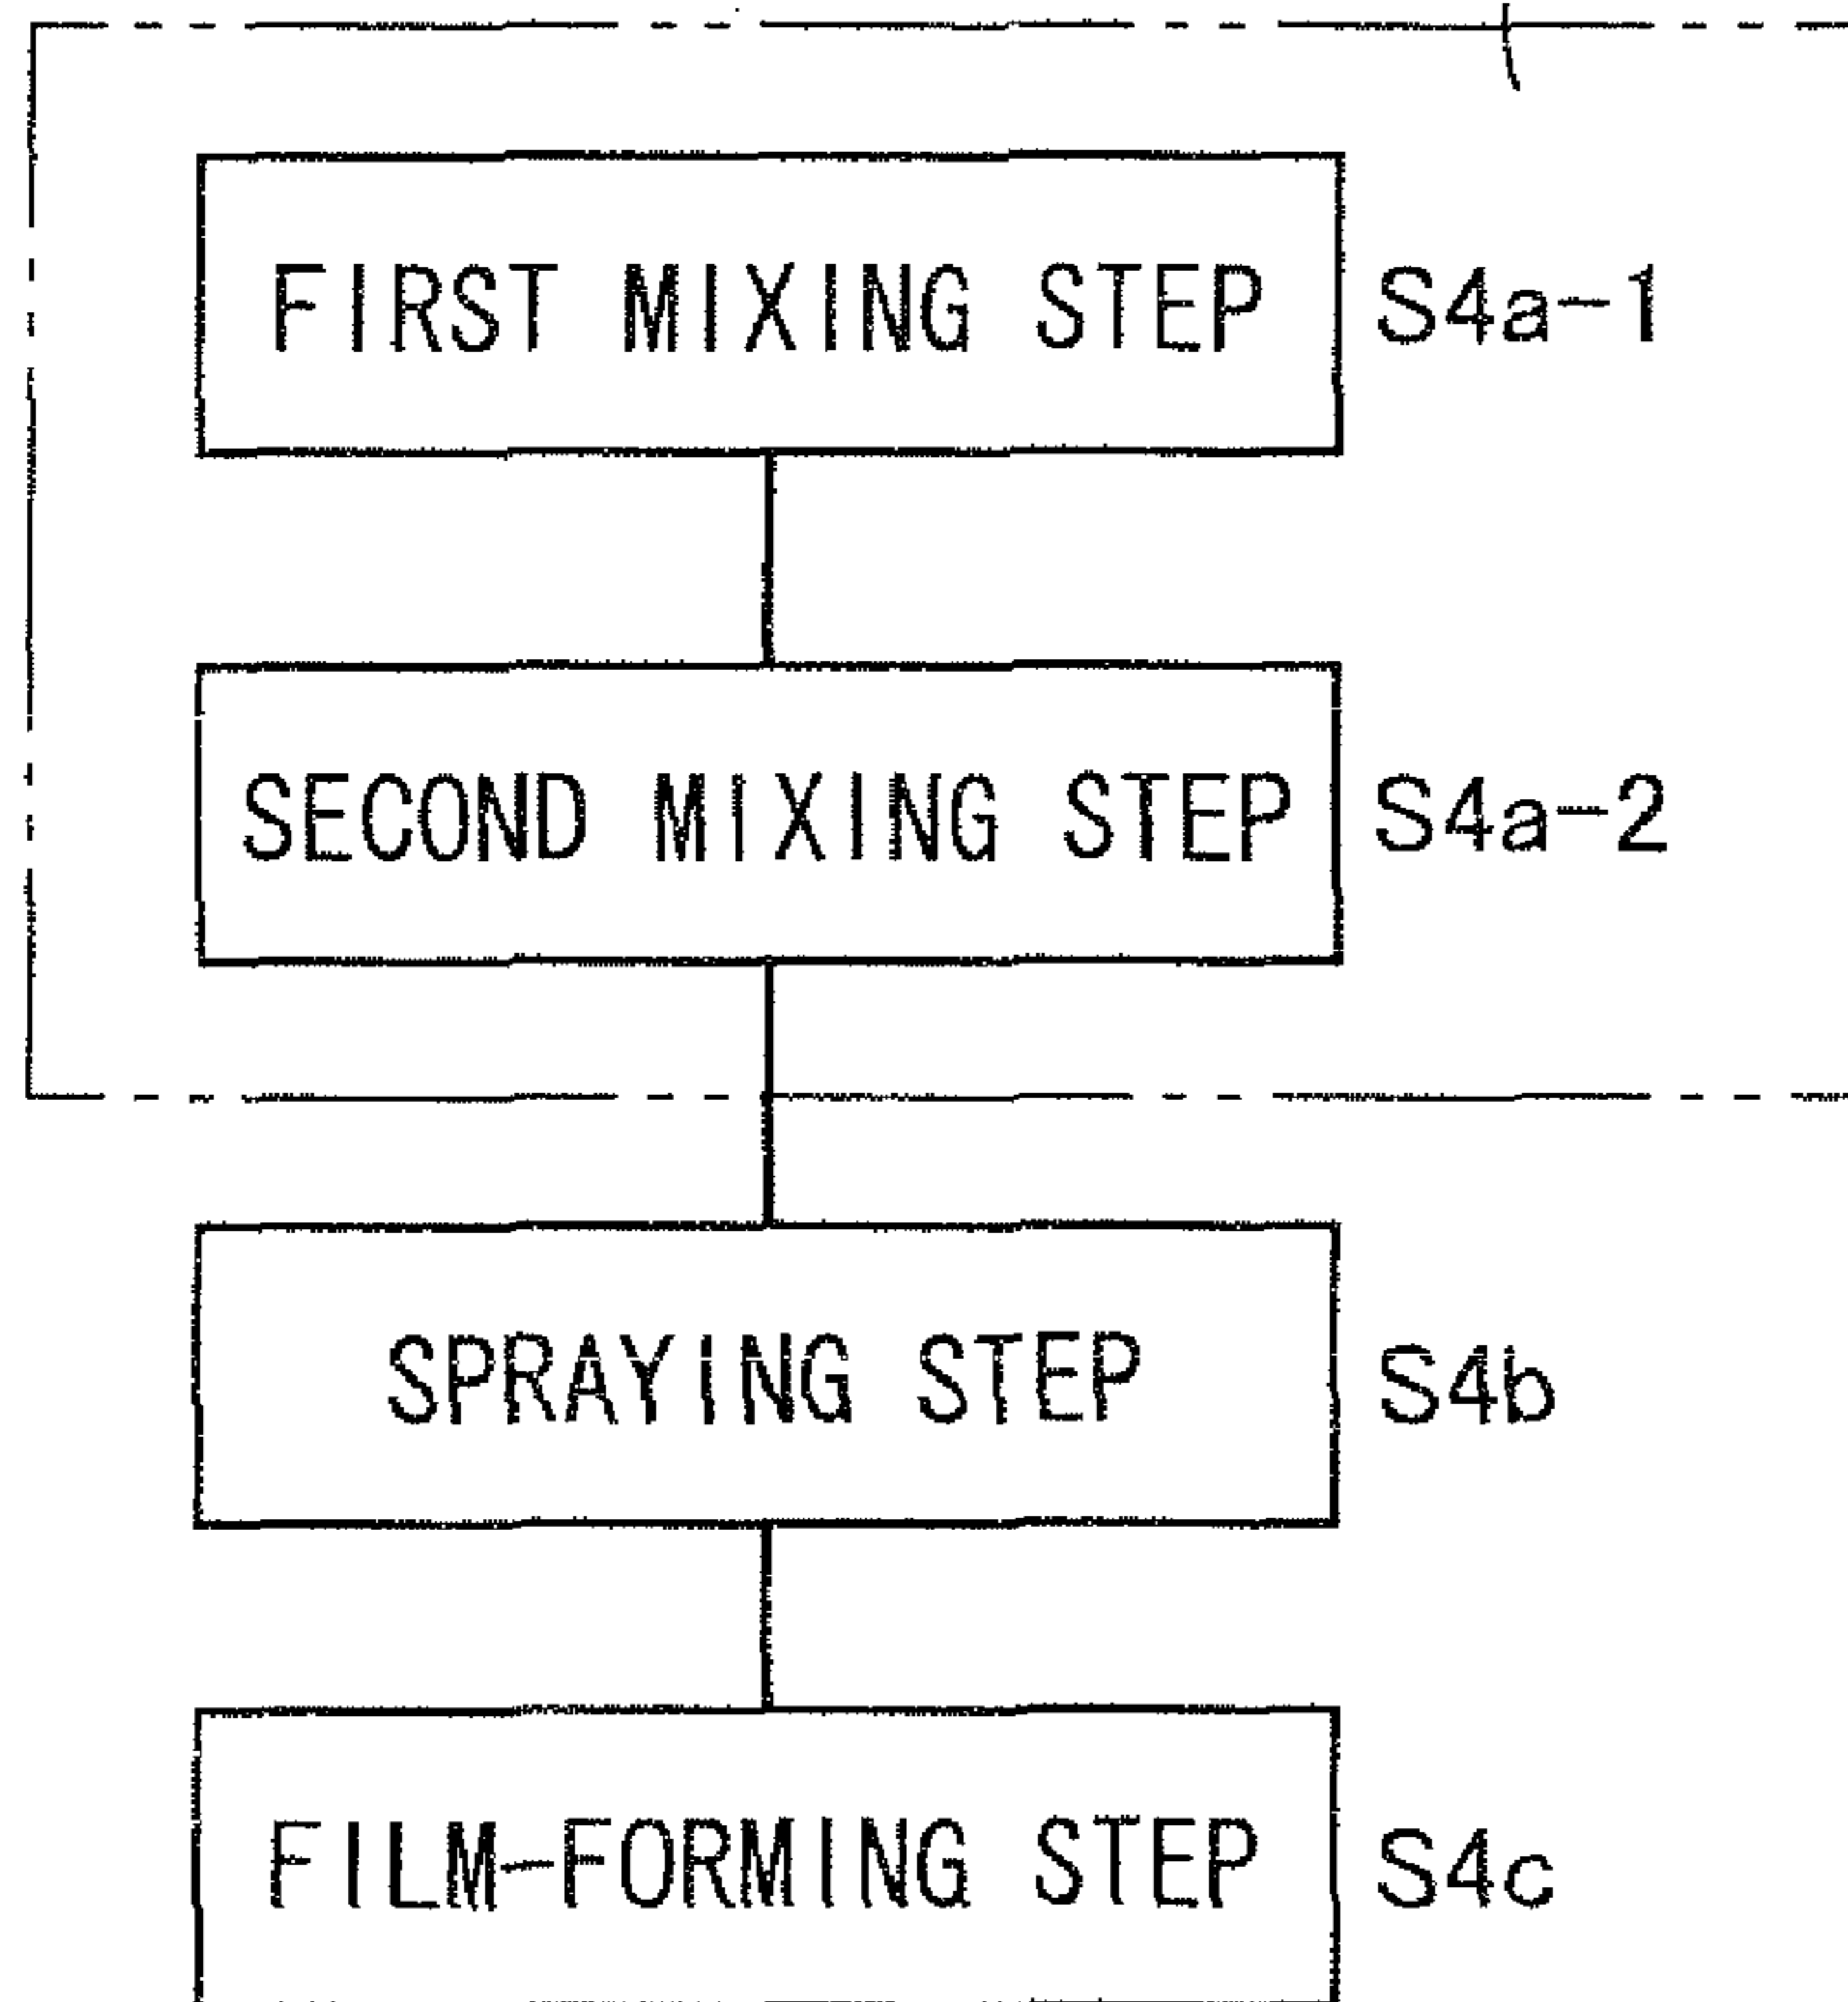 FIRST MIXING STEP S4a-1
SECOND MIXING STEP S4a-2
SPRAYING STEP S4b
FILM-FORMING STEP S4c